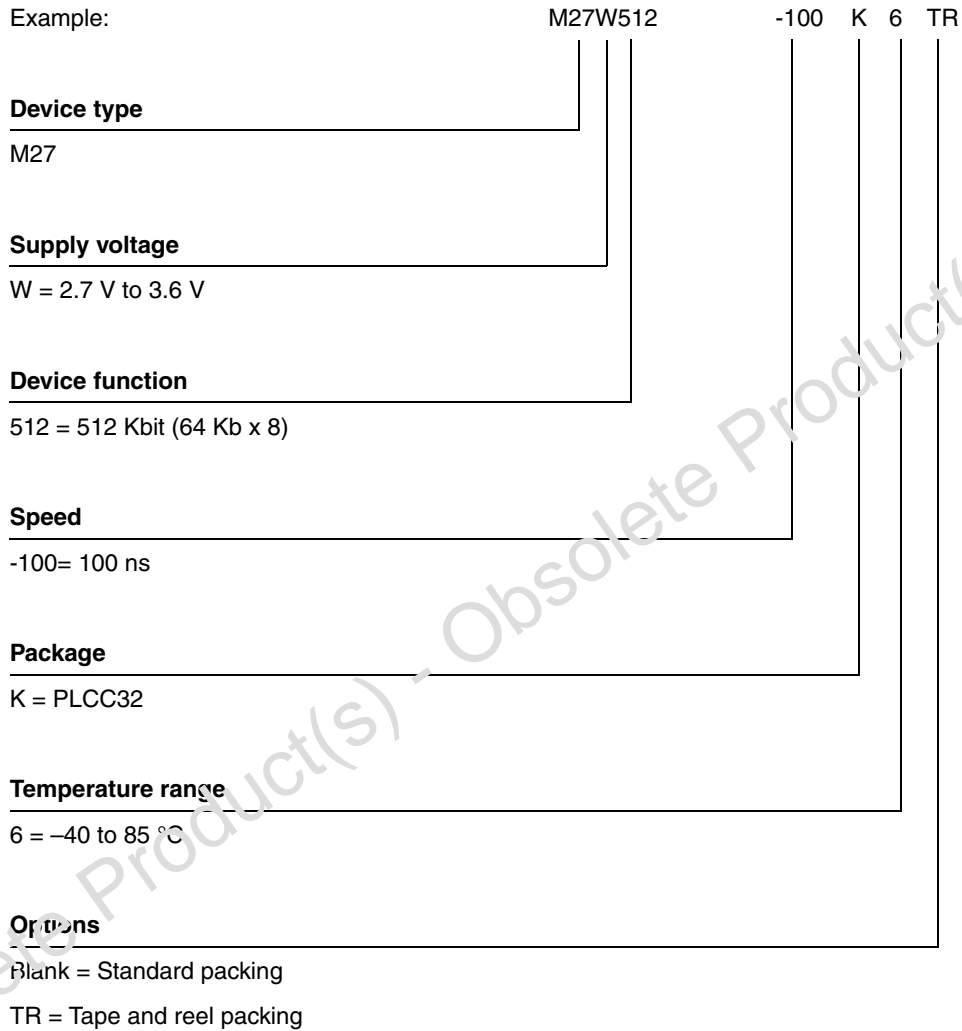 Example: M27W512 -100 K 6 TR
Device type
M27
Supply voltage
W = 2.7 V to 3.6 V
Device function
512 = 512 Kbit (64 Kb x 8)
Speed
-100= 100 ns
Package
K = PLCC32
Temperature range
6 = –40 to 85 °C
Options
Blank = Standard packing
TR = Tape and reel packing
Product(s) - Obsolete Product(